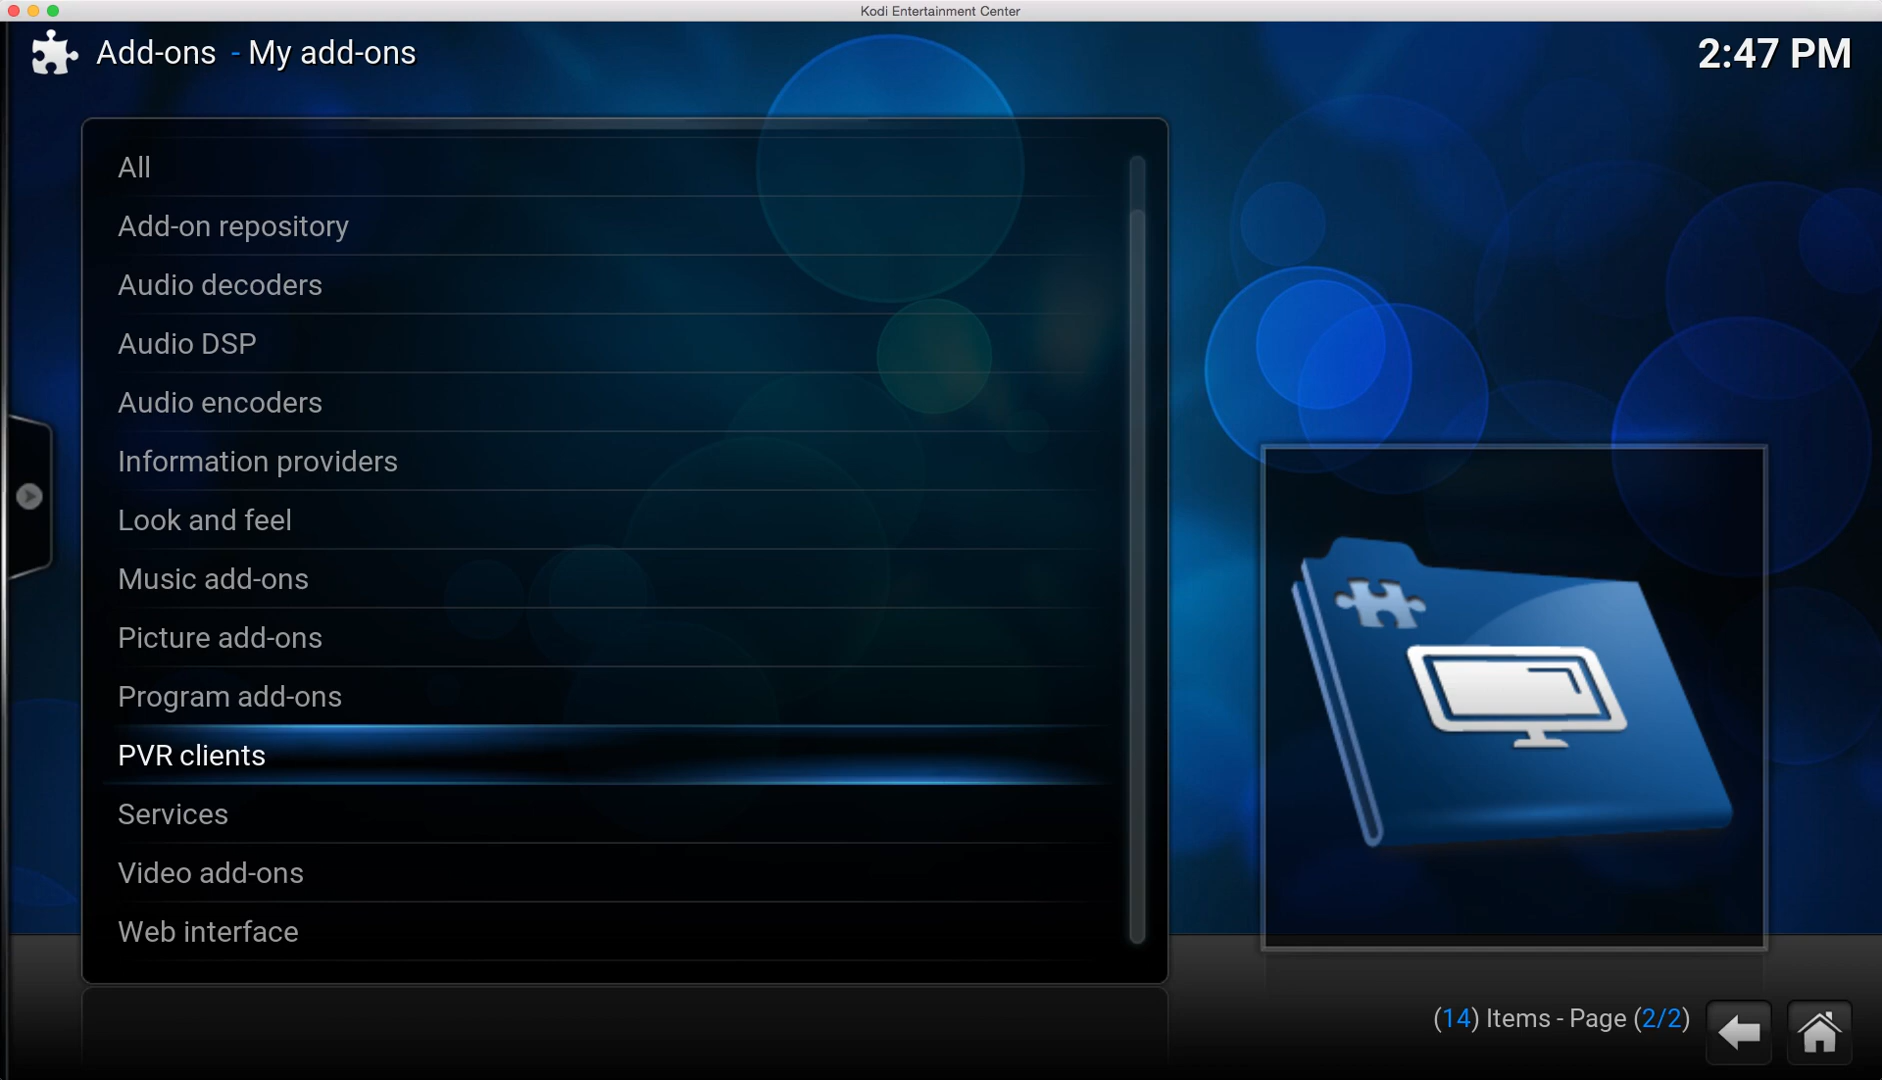 Kodi Entertainment Center
Add-ons - My add-ons
2:47 PM
All
Add-on repository
Audio decoders
Audio DSP
Audio encoders
Information providers
Look and feel
Music add-ons
Picture add-ons
Program add-ons
PVR clients
Services
Video add-ons
Web interface
(14) Items - Page (2/2)